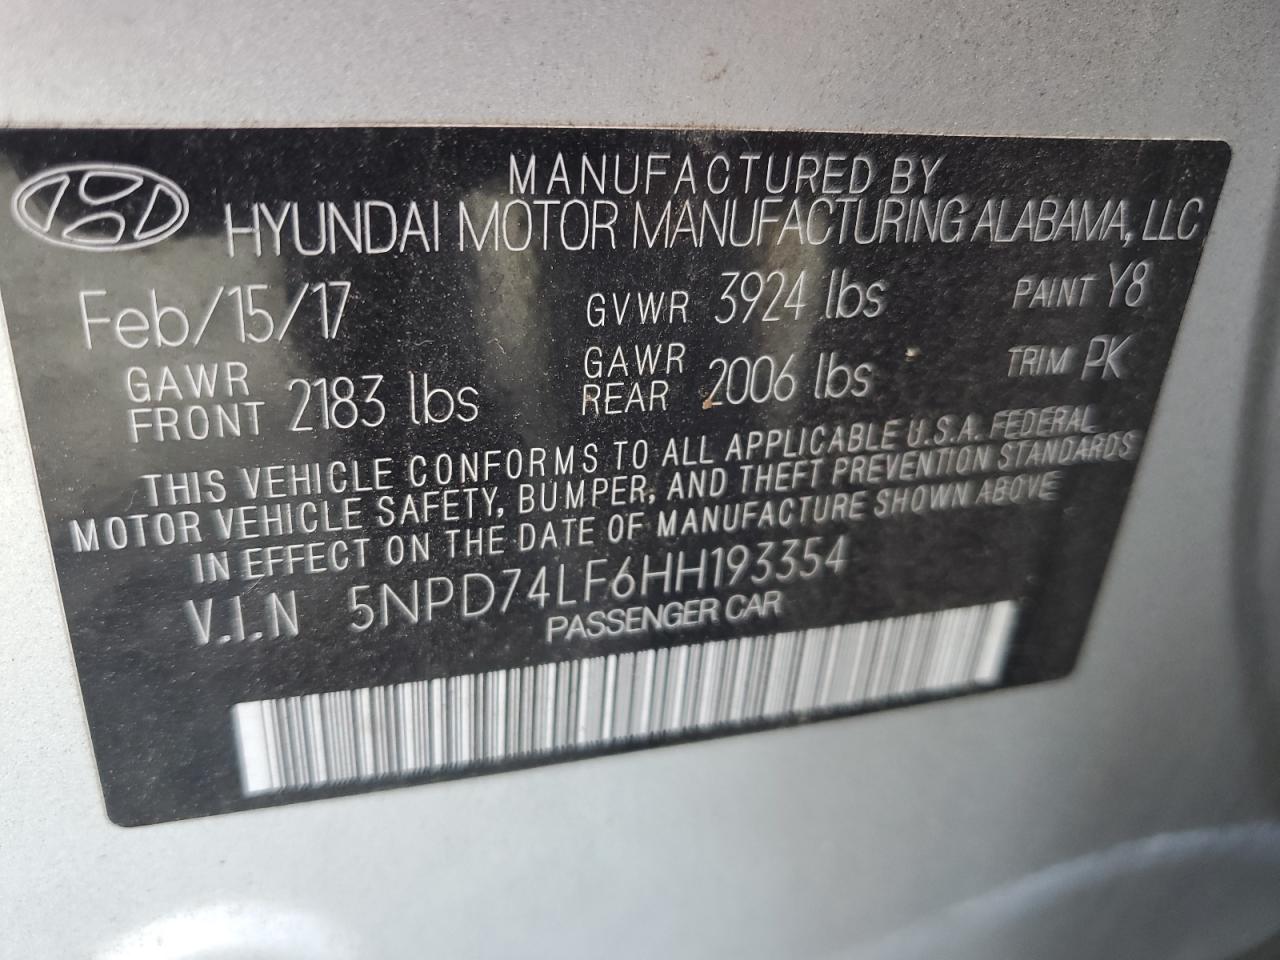 MANUFACTURED BY
HYUNDAI MOTOR MANUFACTURING ALABAMA, LLC
Feb/15/17 GVWR 3924 lbs PAINT Y8
GAWR FRONT 2183 lbs GAWR REAR 2006 lbs TRIM PK
THIS VEHICLE CONFORMS TO ALL APPLICABLE U.S.A. FEDERAL
MOTOR VEHICLE SAFETY, BUMPER, AND THEFT PREVENTION STANDARDS
IN EFFECT ON THE DATE OF MANUFACTURE SHOWN ABOVE
V.I.N 5NPD74LF6HH193354
PASSENGER CAR